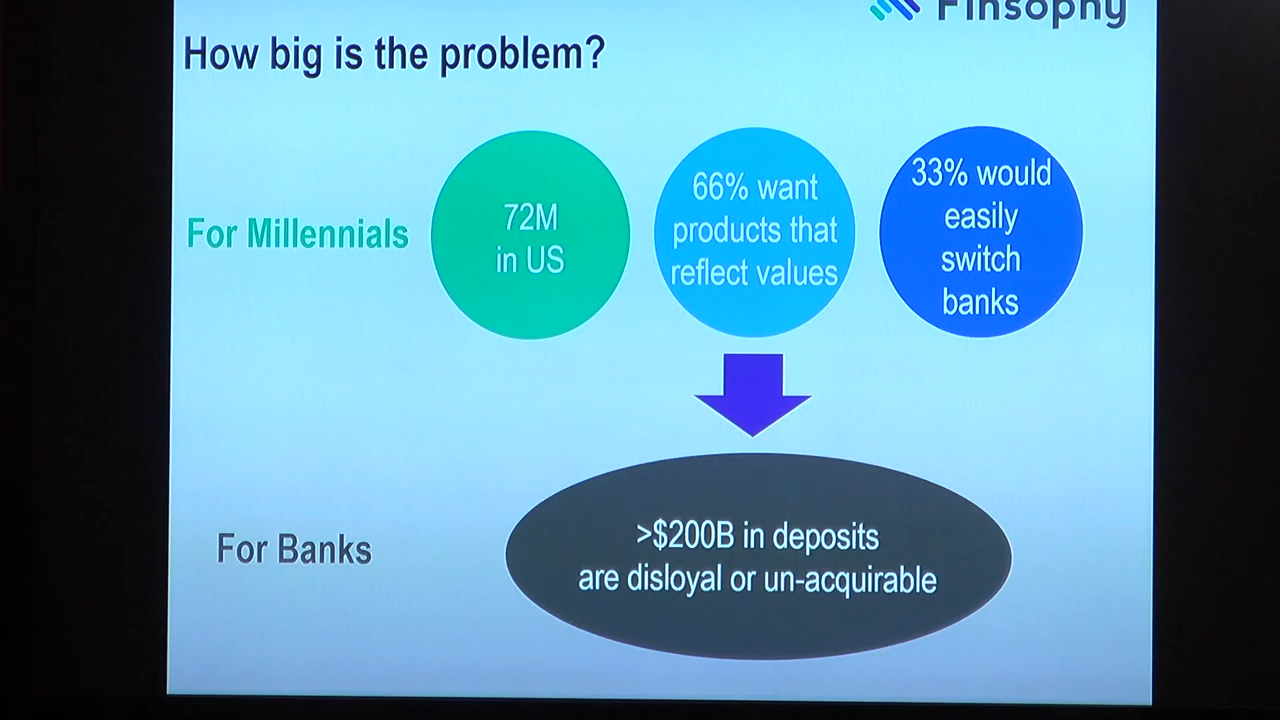 Finsophy
How big is the problem?
For Millennials
72M
in US
66% want
products that
reflect values
33% would
easily
switch
banks
For Banks
>$200B in deposits
are disloyal or un-acquirable